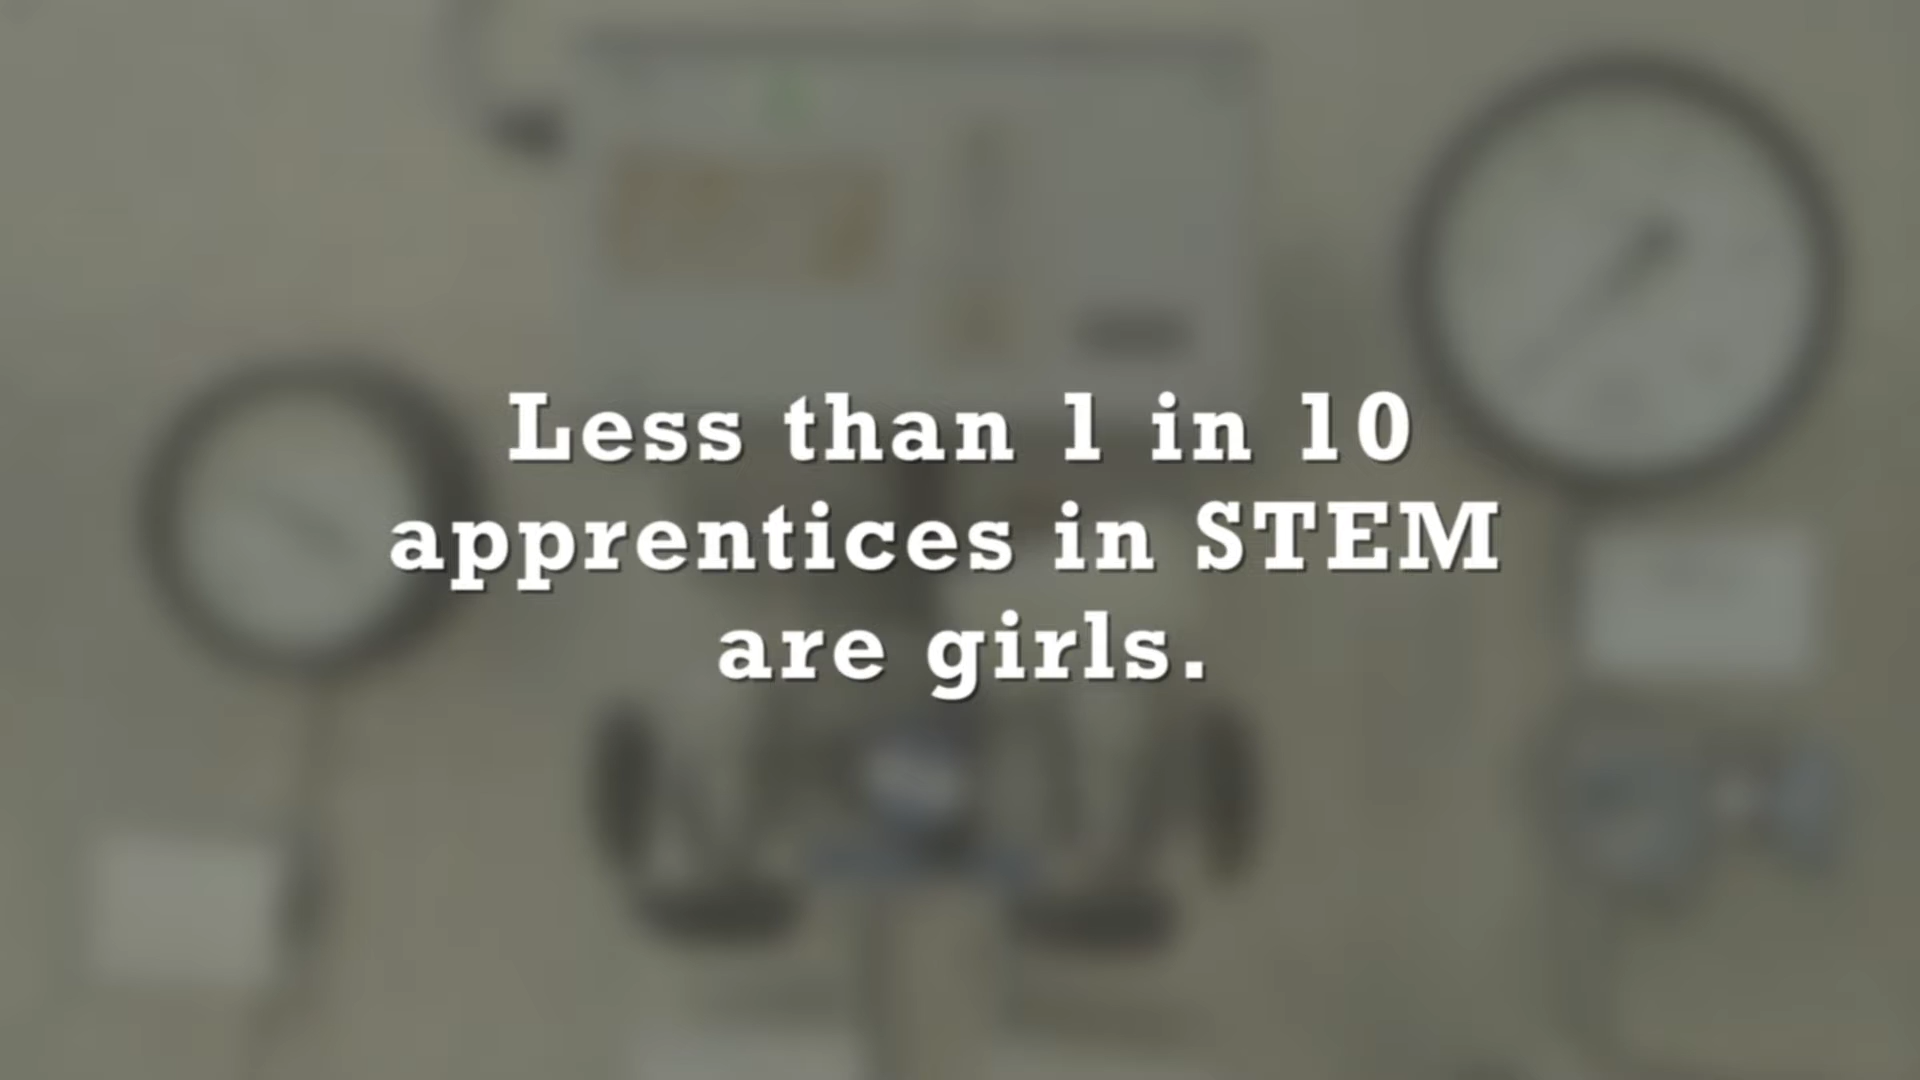 Less than 1 in 10
apprentices in STEM
are girls.